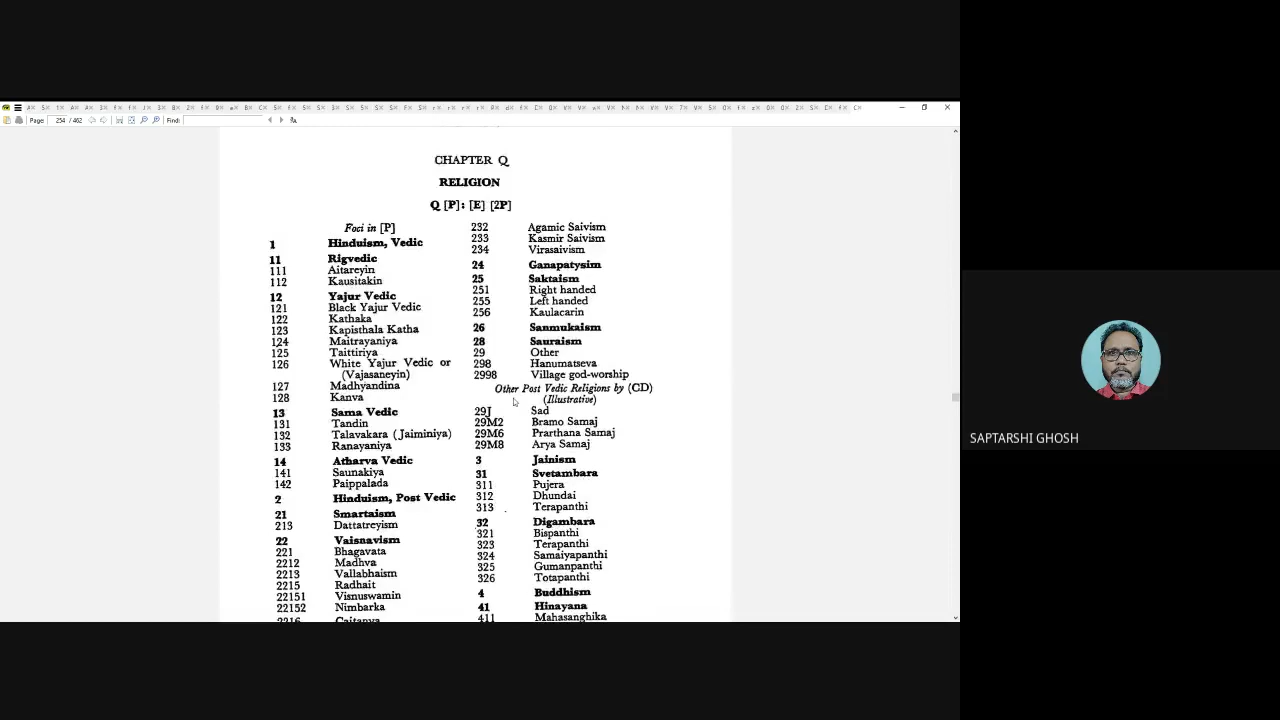 Page 254 / 462 Find:
CHAPTER Q
RELIGION
Q [P]: [E] [2P]
Foci in [P]
1 Hinduism, Vedic
11 Rigvedic
111 Aitareyin
112 Kausitakin
12 Yajur Vedic
121 Black Yajur Vedic
122 Kathaka
123 Kapisthala Katha
124 Maitrayaniya
125 Taittiriya
126 White Yajur Vedic or
(Vajasaneyin)
127 Madhyandina
128 Kanva
13 Sama Vedic
131 Tandin
132 Talavakara (Jaiminiya)
133 Ranayaniya
14 Atharva Vedic
141 Saunakiya
142 Paippalada
2 Hinduism, Post Vedic
21 Smartaism
213 Dattatreyism
22 Vaisnavism
221 Bhagavata
2212 Madhva
2213 Vallabhaism
2215 Radhait
22151 Visnuswamin
22152 Nimbarka
2216 Caitanya
232 Agamic Saivism
233 Kasmir Saivism
234 Virasaivism
24 Ganapatysim
25 Saktaism
251 Right handed
255 Left handed
256 Kaulacarin
26 Sanmukaism
28 Sauraism
29 Other
298 Hanumatseva
2998 Village god-worship
Other Post Vedic Religions by (CD)
(Illustrative)
29J Sad
29M2 Bramo Samaj
29M6 Prarthana Samaj
29M8 Arya Samaj
3 Jainism
31 Svetambara
311 Pujera
312 Dhundai
313 Terapanthi
32 Digambara
321 Bispanthi
323 Terapanthi
324 Samaiyapanthi
325 Gumanpanthi
326 Totapanthi
4 Buddhism
41 Hinayana
411 Mahasanghika
SAPTARSHI GHOSH